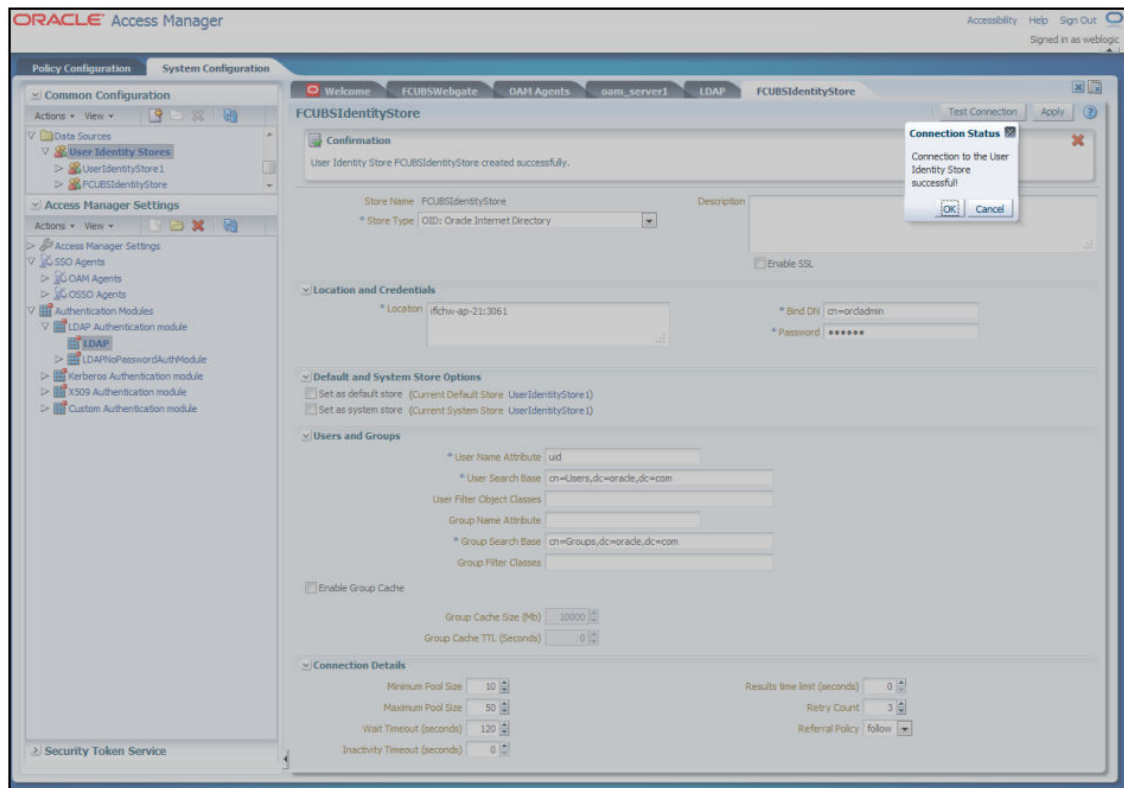 ORACLE Access Manager
Accessibility Help Sign Out
Signed in as weblogic
Policy Configuration System Configuration
Common Configuration
Actions View
Data Sources
User Identity Stores
UserIdentityStore1
FCUBSIdentityStore
Access Manager Settings
Actions View
Access Manager Settings
SSO Agents
OAM Agents
OSSO Agents
Authentication Modules
LDAP Authentication module
LDAP
LDAPNoPasswordAuthModule
Kerberos Authentication module
X509 Authentication module
Custom Authentication module
Security Token Service
Welcome FCUBSWebgate OAM Agents oam_server1 LDAP FCUBSIdentityStore
FCUBSIdentityStore Test Connection Apply
Confirmation
User Identity Store FCUBSIdentityStore created successfully.
Connection Status
Connection to the User
Identity Store
successful!
OK Cancel
Store Name FCUBSIdentityStore Description
* Store Type OID: Oracle Internet Directory
Enable SSL
Location and Credentials
* Location ifichw-ap-21:3061 * Bind DN cn=orcladmin
* Password ••••••
Default and System Store Options
Set as default store (Current Default Store UserIdentityStore1)
Set as system store (Current System Store UserIdentityStore1)
Users and Groups
* User Name Attribute uid
* User Search Base cn=Users,dc=oracle,dc=com
User Filter Object Classes
Group Name Attribute
* Group Search Base cn=Groups,dc=oracle,dc=com
Group Filter Classes
Enable Group Cache
Group Cache Size (Mb) 10000
Group Cache TTL (Seconds) 0
Connection Details
Minimum Pool Size 10 Results time limit (seconds) 0
Maximum Pool Size 50 Retry Count 3
Wait Timeout (seconds) 120 Referral Policy follow
Inactivity Timeout (seconds) 0